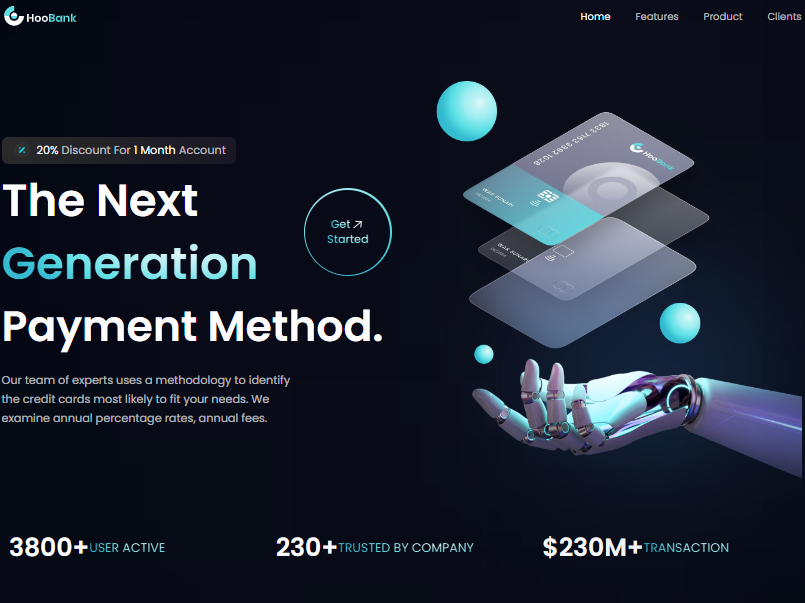 HooBank
Home Features Product Clients
20% Discount For 1 Month Account
The Next
Generation
Payment Method.
Get
Started
HooBank
Our team of experts uses a methodology to identify
the credit cards most likely to fit your needs. We
examine annual percentage rates, annual fees.
3800+ USER ACTIVE
230+ TRUSTED BY COMPANY
$230M+ TRANSACTION